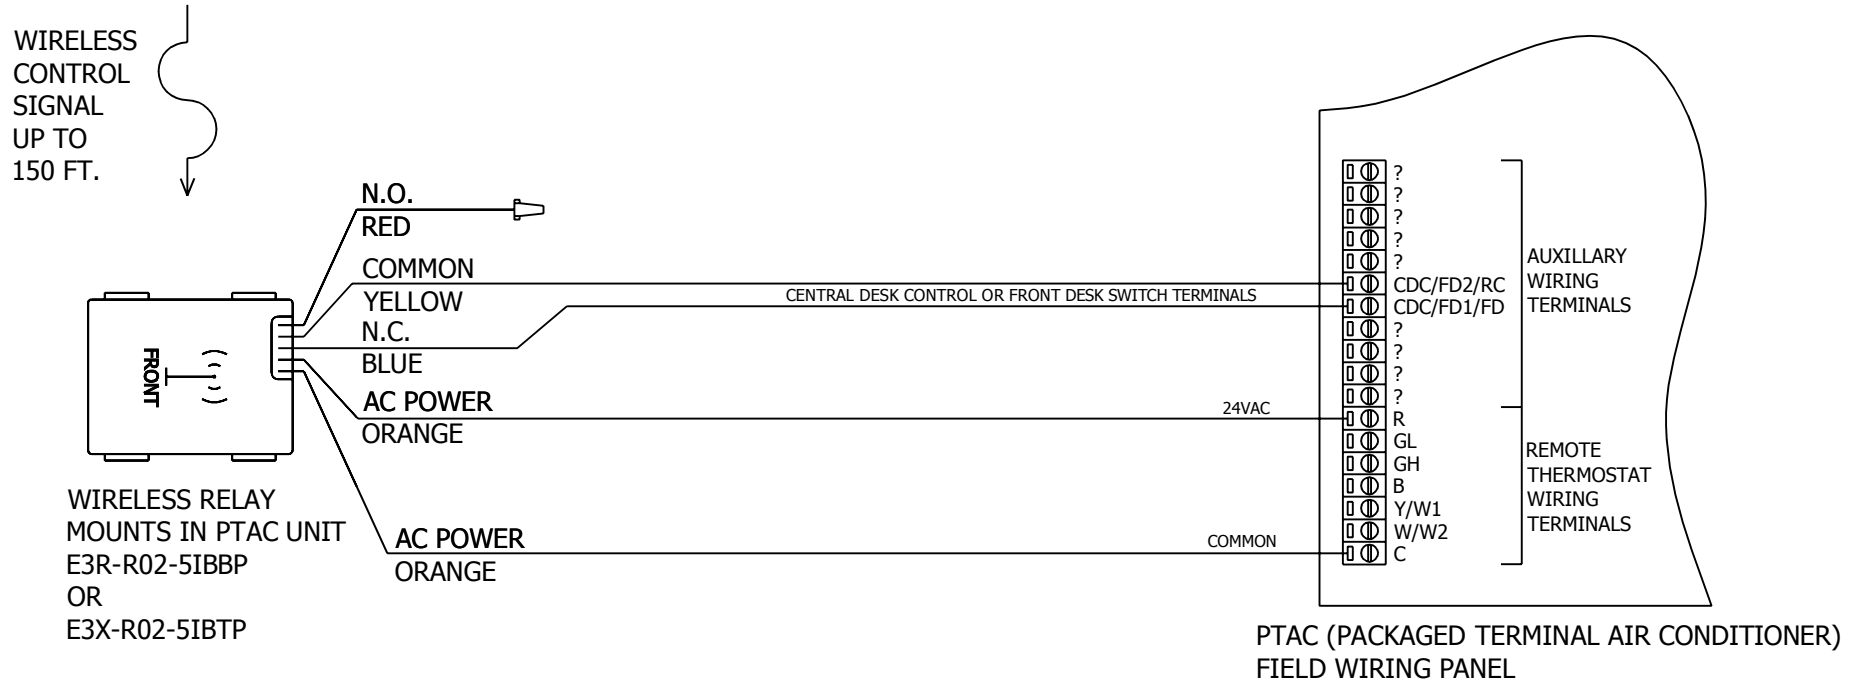 WIRELESS
CONTROL
SIGNAL
UP TO
150 FT.
N.O.
RED
COMMON
YELLOW
N.C.
BLUE
AC POWER
ORANGE
AC POWER
ORANGE
FRONT
WIRELESS RELAY
MOUNTS IN PTAC UNIT
E3R-R02-5IBBP
OR
E3X-R02-5IBTP
CENTRAL DESK CONTROL OR FRONT DESK SWITCH TERMINALS
24VAC
COMMON
?
?
?
?
?
CDC/FD2/RC
CDC/FD1/FD
?
?
?
?
R
GL
GH
B
Y/W1
W/W2
C
AUXILLARY
WIRING
TERMINALS
REMOTE
THERMOSTAT
WIRING
TERMINALS
PTAC (PACKAGED TERMINAL AIR CONDITIONER)
FIELD WIRING PANEL